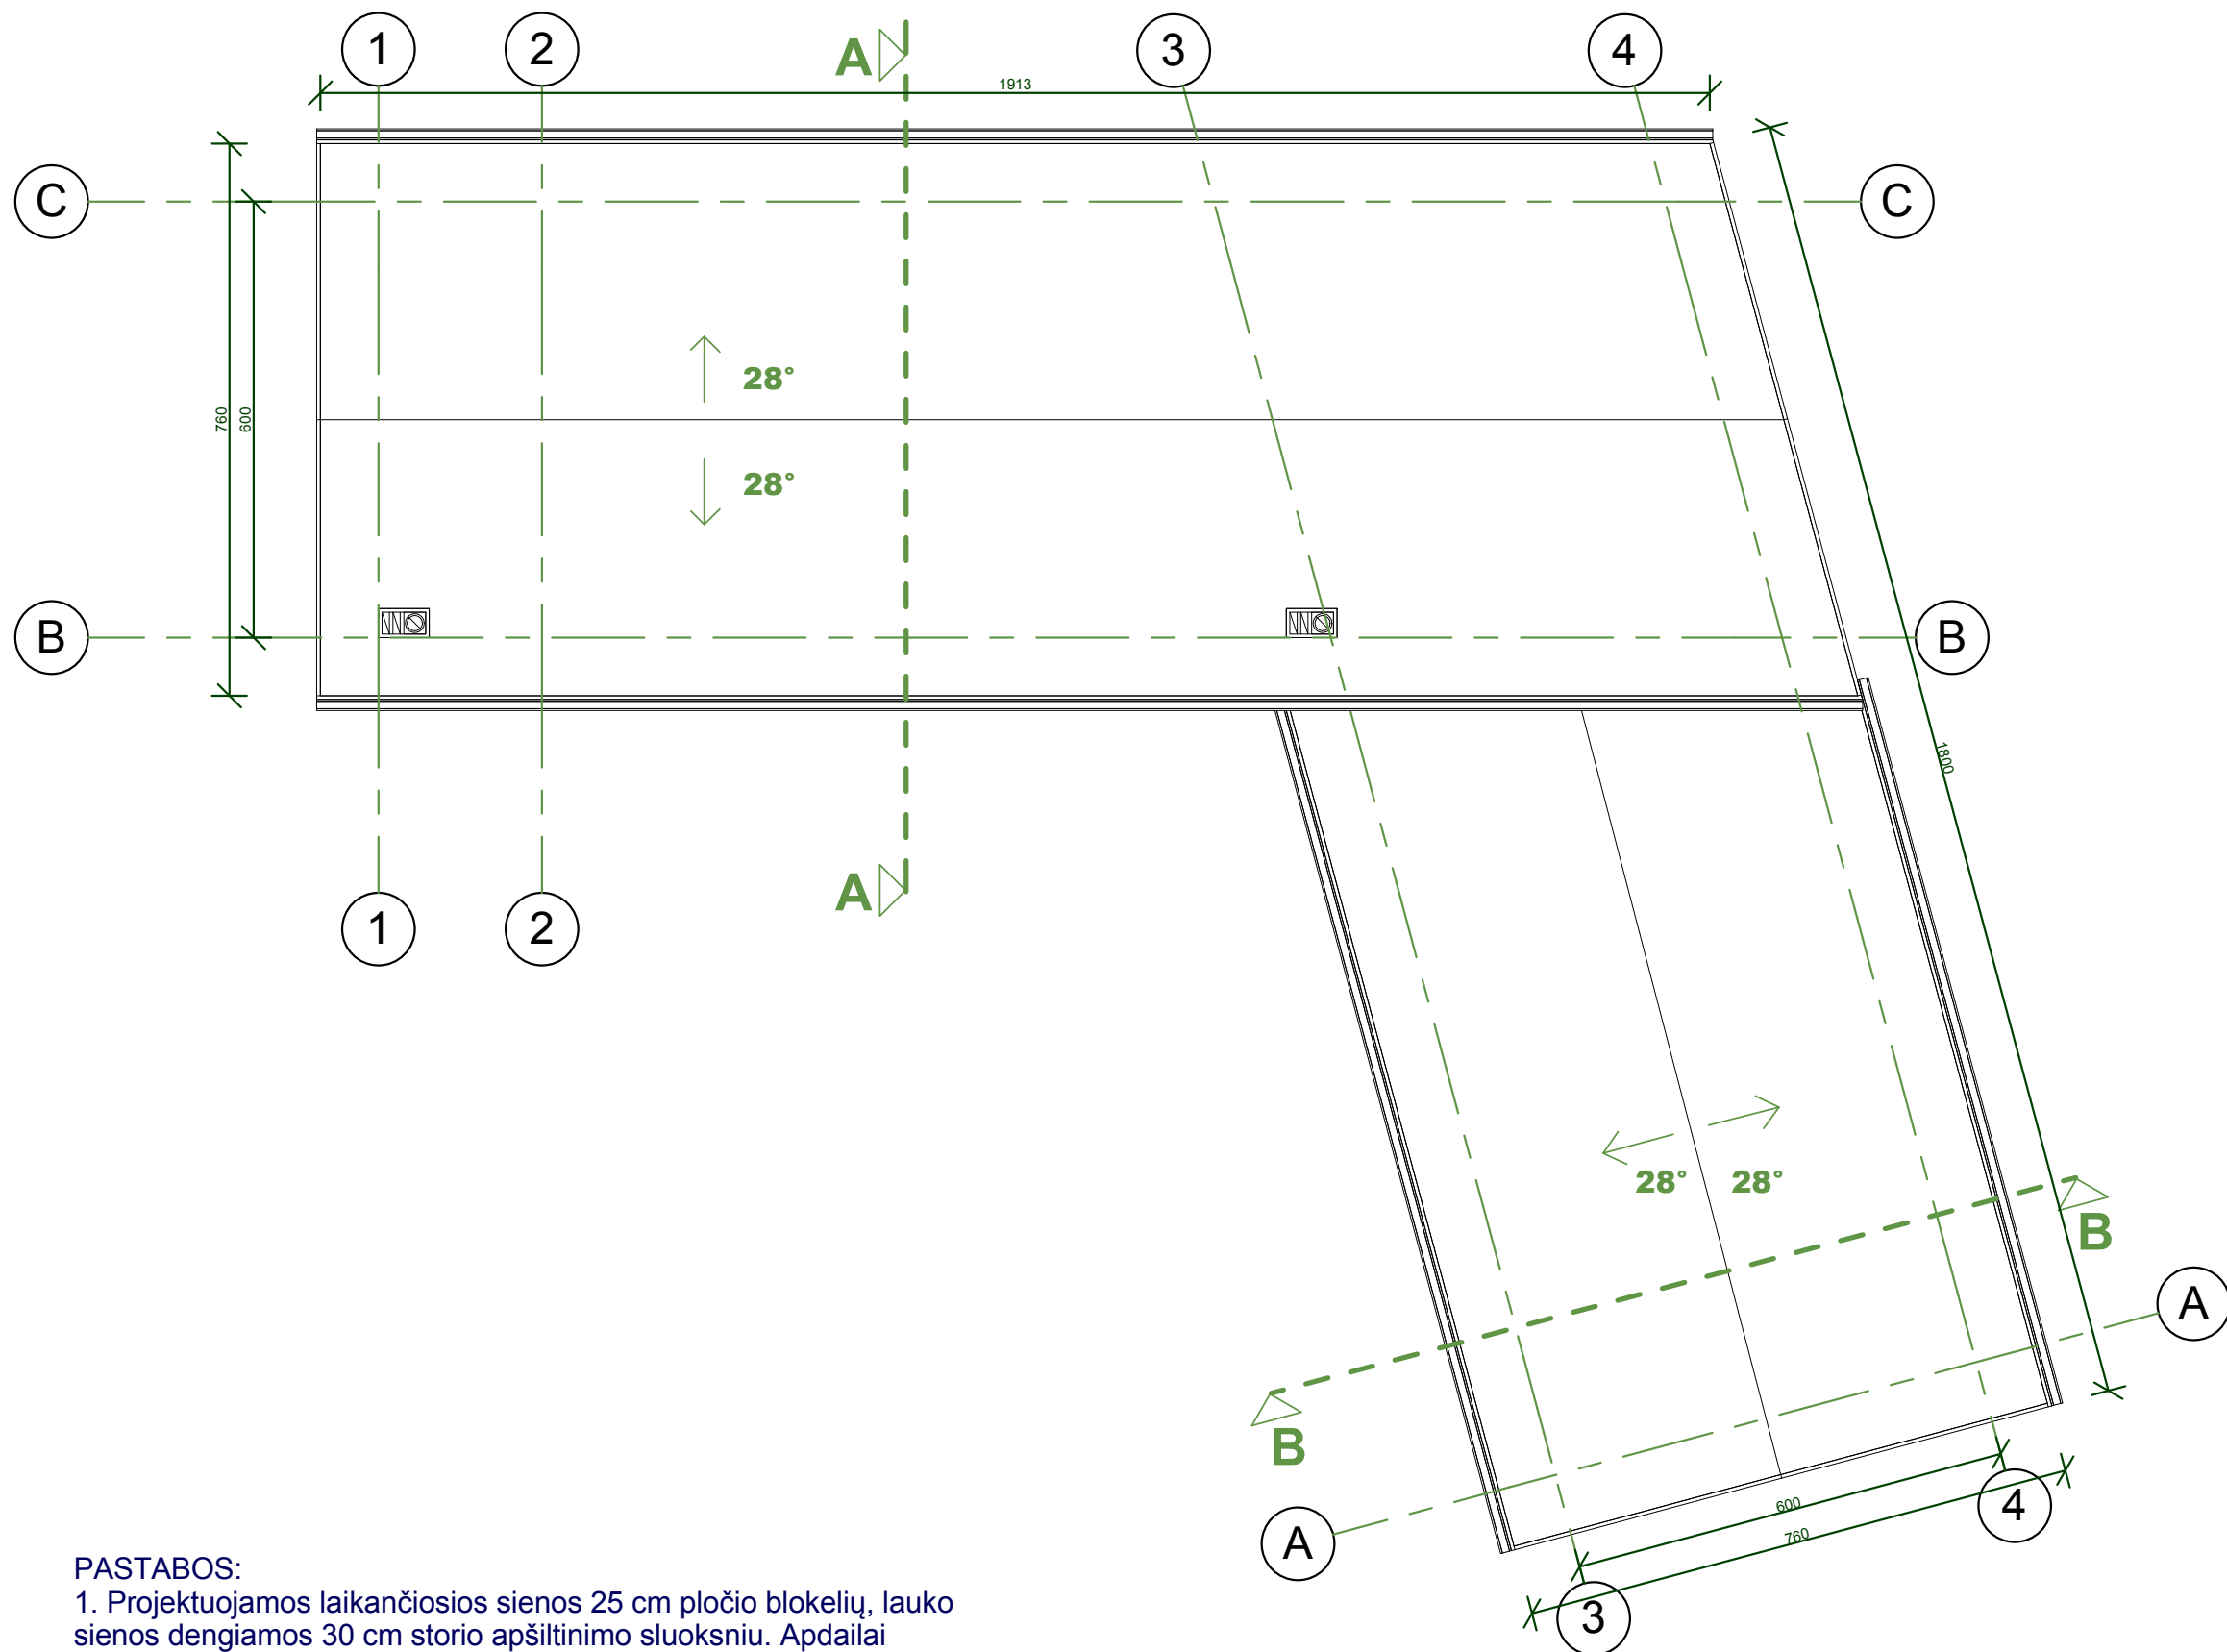 1 2 A 3 4
1913
C C
28°
760 600
28°
B B
1800
A
1 2
28° 28°
B
A
B
A
600 4
760
3
PASTABOS:
1. Projektuojamos laikančiosios sienos 25 cm pločio blokelių, lauko
sienos dengiamos 30 cm storio apšiltinimo sluoksniu. Apdailai